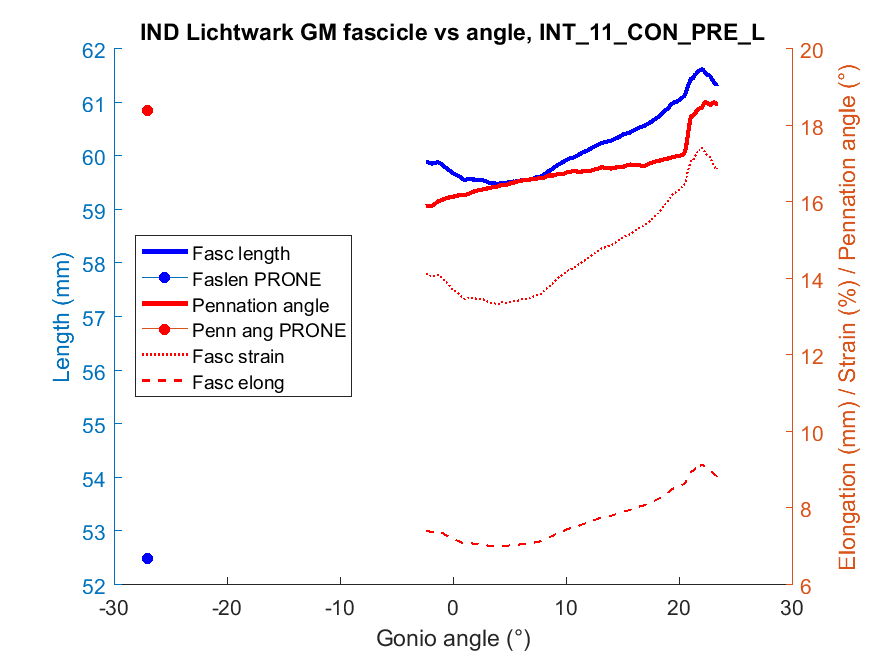 IND Lichtwark GM fascicle vs angle, INT_11_CON_PRE_L
62
61
60
59
58
57
56
55
54
53
52
Length (mm)
20
18
16
14
12
10
8
6
Elongation (mm) / Strain (%) / Pennation angle (°)
Fasc length
Faslen PRONE
Pennation angle
Penn ang PRONE
Fasc strain
Fasc elong
-30 -20 -10 0 10 20 30
Gonio angle (°)